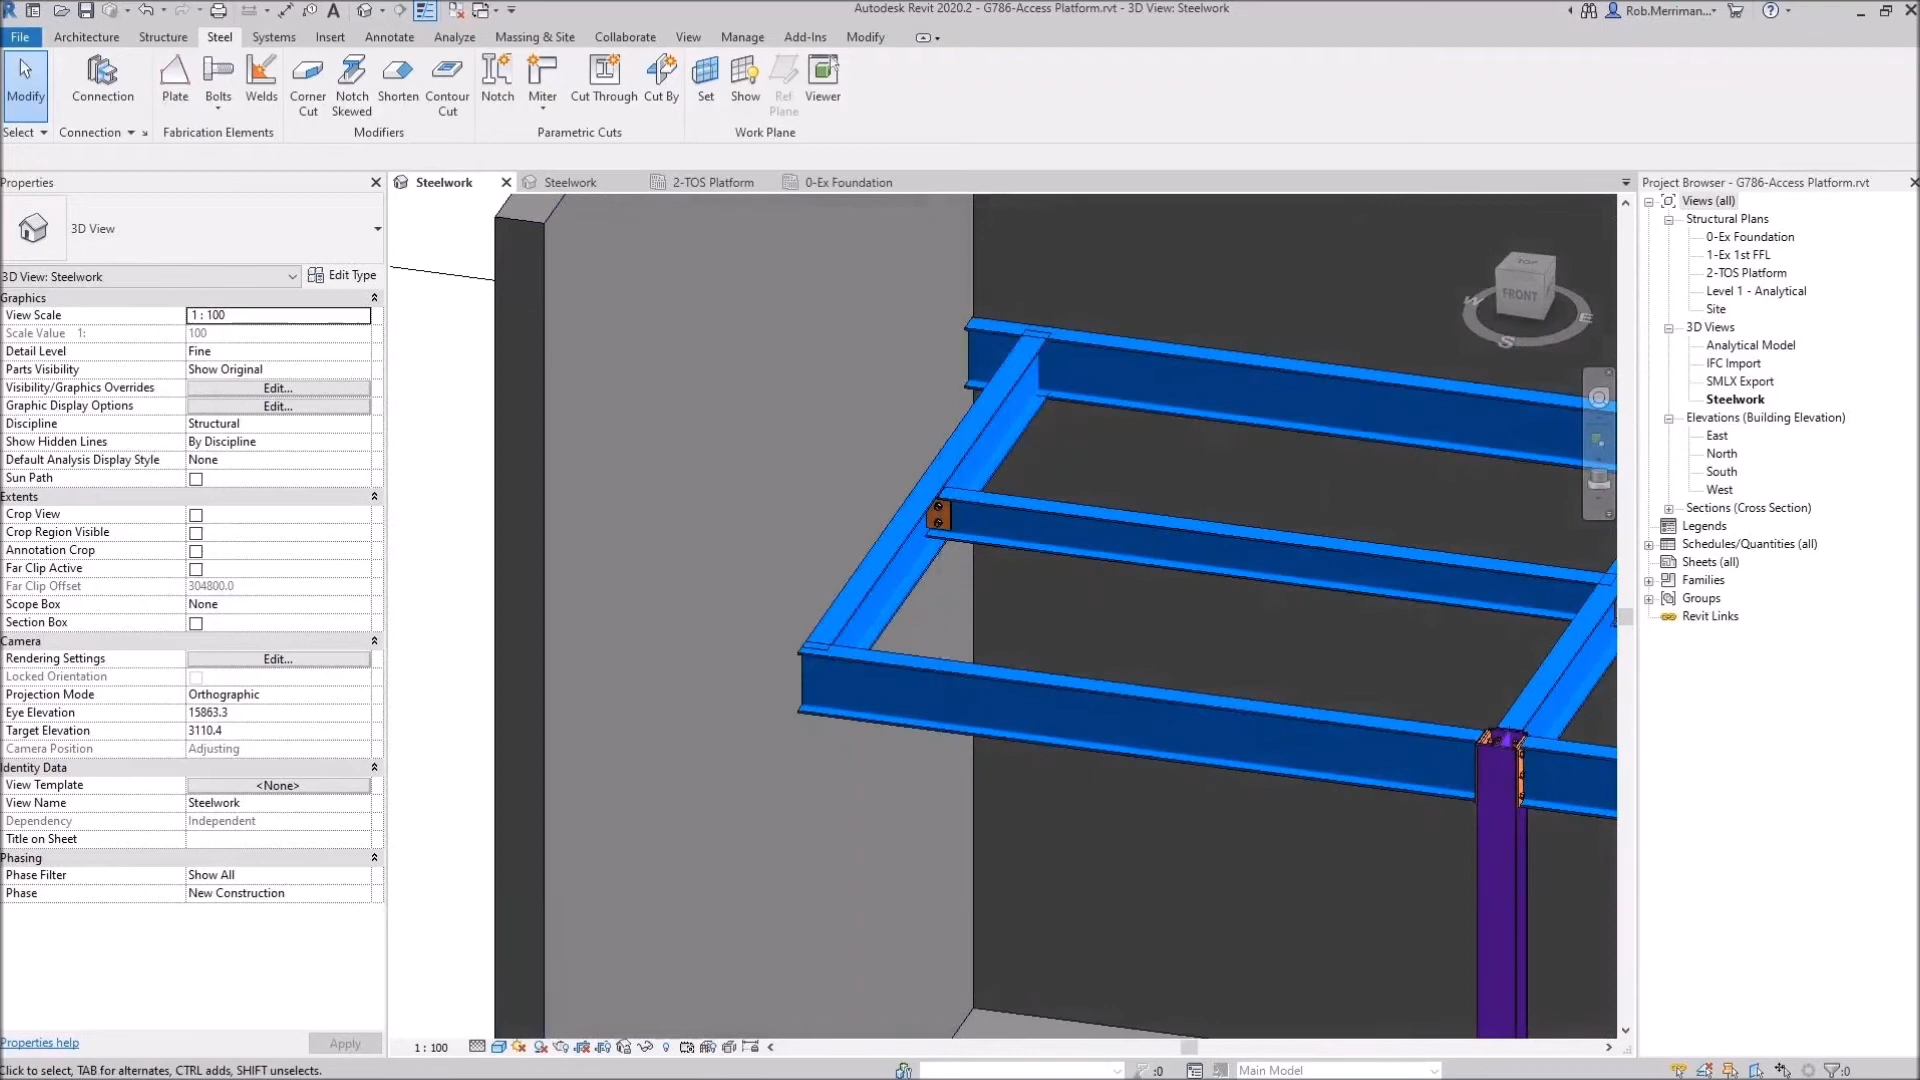 Autodesk Revit 2020.2 - G786-Access Platform.rvt - 3D View: Steelwork
Rob.Merriman...
File Architecture Structure Steel Systems Insert Annotate Analyze Massing & Site Collaborate View Manage Add-Ins Modify
Modify Connection Plate Bolts Welds Corner Cut Notch Skewed Shorten Contour Cut Notch Miter Cut Through Cut By Set Show Ref Plane Viewer
Select Connection Fabrication Elements Modifiers Parametric Cuts Work Plane
Properties
Steelwork Steelwork 2-TOS Platform 0-Ex Foundation
Project Browser - G786-Access Platform.rvt
3D View
3D View: Steelwork Edit Type
Graphics
View Scale 1 : 100
Scale Value 1: 100
Detail Level Fine
Parts Visibility Show Original
Visibility/Graphics Overrides Edit...
Graphic Display Options Edit...
Discipline Structural
Show Hidden Lines By Discipline
Default Analysis Display Style None
Sun Path
Extents
Crop View
Crop Region Visible
Annotation Crop
Far Clip Active
Far Clip Offset 304800.0
Scope Box None
Section Box
Camera
Rendering Settings Edit...
Locked Orientation
Projection Mode Orthographic
Eye Elevation 15863.3
Target Elevation 3110.4
Camera Position Adjusting
Identity Data
View Template <None>
View Name Steelwork
Dependency Independent
Title on Sheet
Phasing
Phase Filter Show All
Phase New Construction
Properties help Apply
TOP
FRONT
W
S
E
Views (all)
Structural Plans
0-Ex Foundation
1-Ex 1st FFL
2-TOS Platform
Level 1 - Analytical
Site
3D Views
Analytical Model
IFC Import
SMLX Export
Steelwork
Elevations (Building Elevation)
East
North
South
West
Sections (Cross Section)
Legends
Schedules/Quantities (all)
Sheets (all)
Families
Groups
Revit Links
1 : 100
Click to select, TAB for alternates, CTRL adds, SHIFT unselects.
:0
Main Model
:0